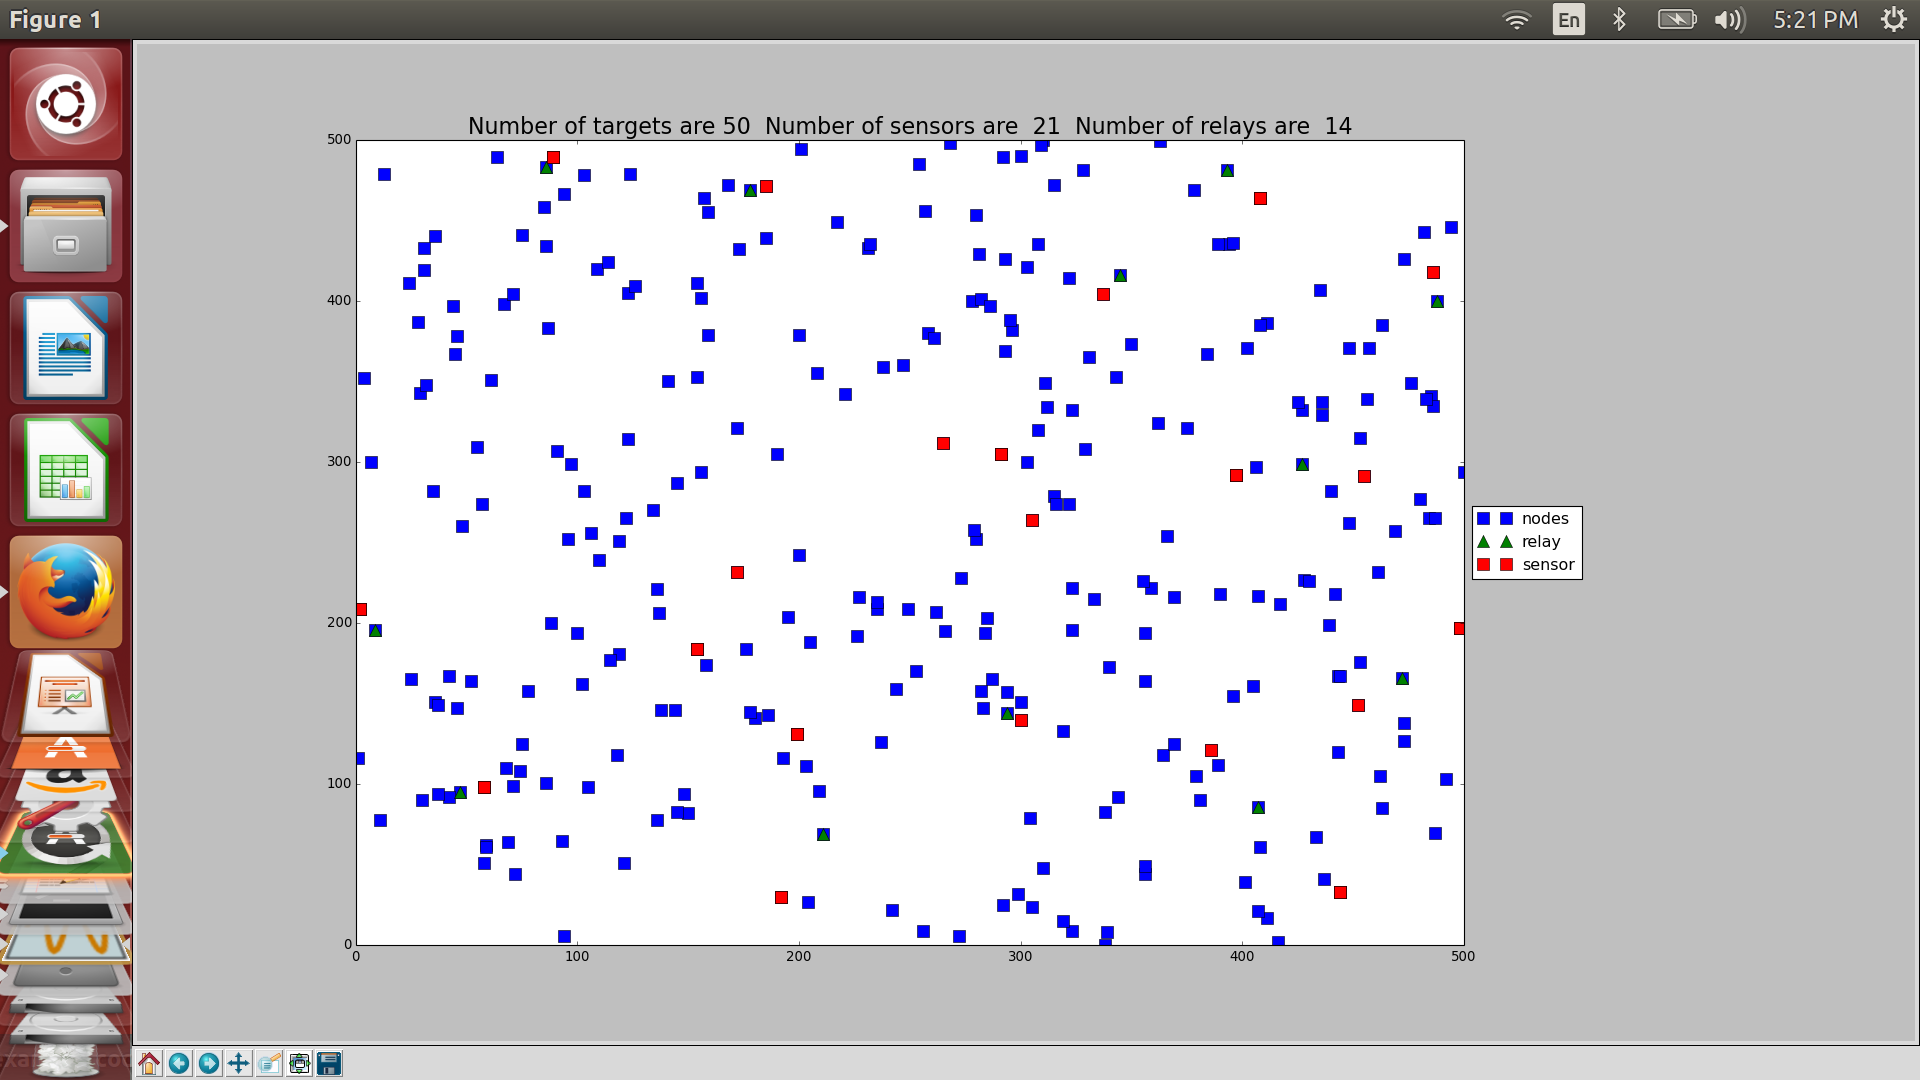 Figure 1
En
5:21 PM
Number of targets are 50 Number of sensors are 21 Number of relays are 14
500
400
300
200
100
0
0 100 200 300 400 500
nodes
relay
sensor